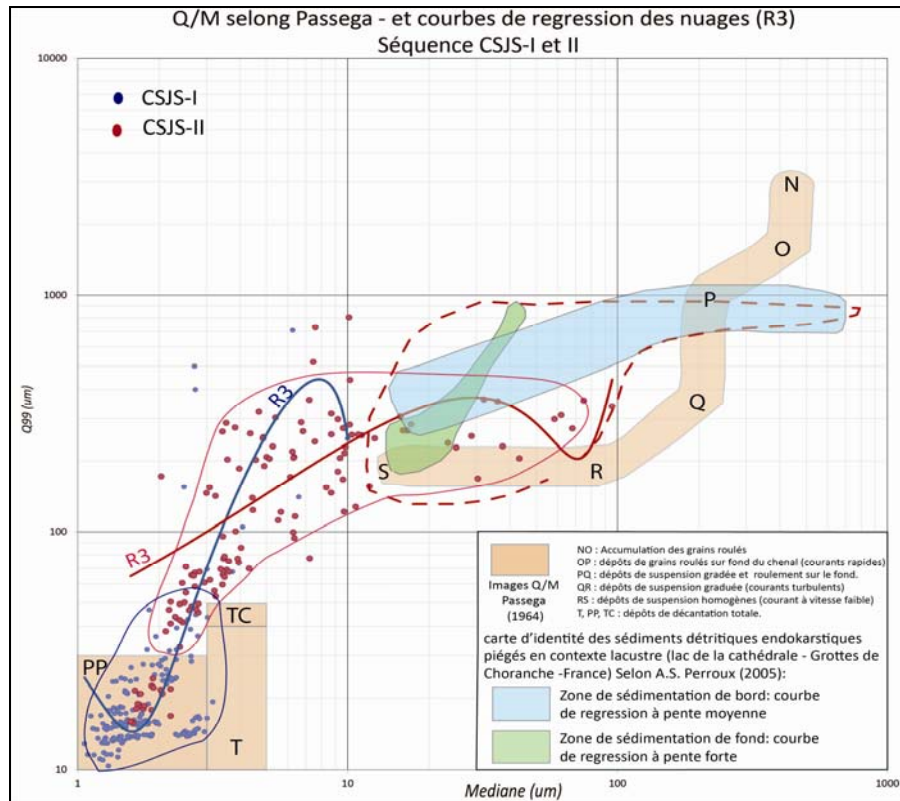 Q/M selong Passega - et courbes de regression des nuages (R3)
Séquence CSJS-I et II
10000
CSJS-I
CSJS-II
N
O
1000
P
R3
Q99 (um)
Q
S
R
R3
100
NO : Accumulation des grains roulés
OP : dépôts de grains roulés sur fond du chenal (courants rapides)
PQ : dépôts de suspension gradée et roulement sur le fond.
QR : dépôts de suspension graduée (courants turbulents)
RS : dépôts de suspension homogènes (courant à vitesse faible)
T, PP, TC : dépôts de décantation totale.
Images Q/M
Passega
(1964)
TC
carte d'identité des sédiments détritiques endokarstiques
piégés en contexte lacustre (lac de la cathédrale - Grottes de
Choranche -France) Selon A.S. Perroux (2005):
PP
Zone de sédimentation de bord: courbe
de regression à pente moyenne
T
Zone de sédimentation de fond: courbe
de regression à pente forte
10
1
10
100
1000
Mediane (um)